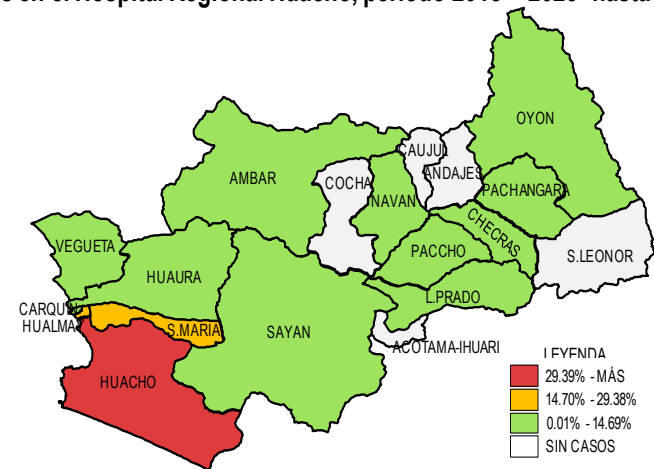 en el Hospital Regional Huacho, periodo 2018 - 2020 hasta
OYON
CAUJUL
ANDAJES
AMBAR
COCHA
NAVAN
PACHANGARA
CHECRAS
VEGUETA
PACCHO
S.LEONOR
HUAURA
L.PRADO
CARQUIN
HUALMA
S.MARIA
SAYAN
ACOTAMA-IHUARI
HUACHO
LEYENDA
29.39% - MÁS
14.70% - 29.38%
0.01% - 14.69%
SIN CASOS